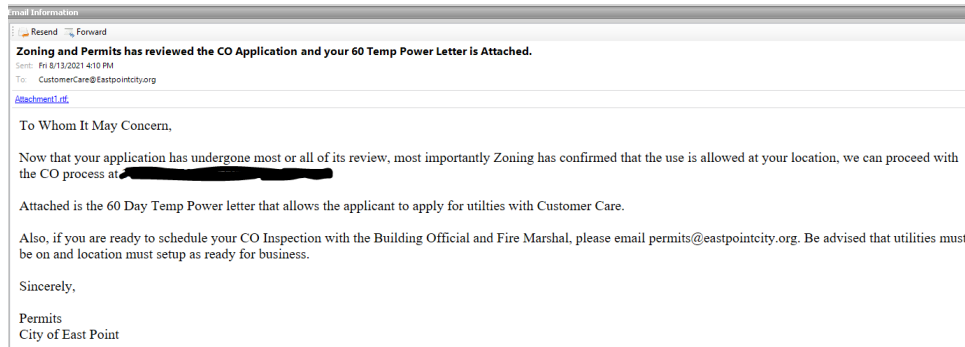 Email Information
Resend Forward
Zoning and Permits has reviewed the CO Application and your 60 Temp Power Letter is Attached.
Sent: Fri 8/13/2021 4:10 PM
To: CustomerCare@Eastpointcity.org
Attachment1.rtf;
To Whom It May Concern,
Now that your application has undergone most or all of its review, most importantly Zoning has confirmed that the use is allowed at your location, we can proceed with
the CO process at
Attached is the 60 Day Temp Power letter that allows the applicant to apply for utilties with Customer Care.
Also, if you are ready to schedule your CO Inspection with the Building Official and Fire Marshal, please email permits@eastpointcity.org. Be advised that utilities must
be on and location must setup as ready for business.
Sincerely,
Permits
City of East Point